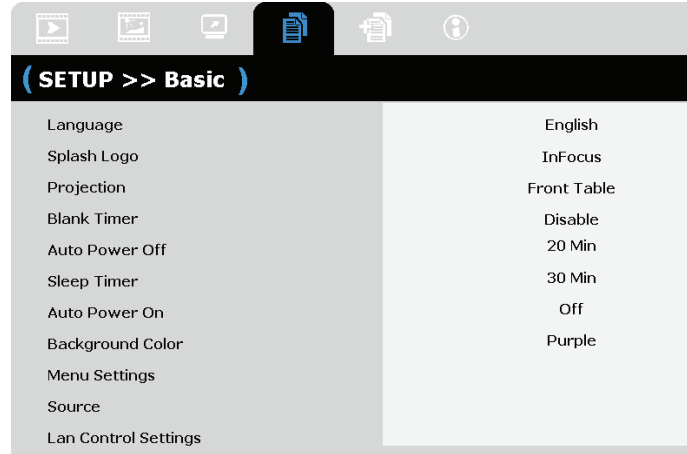 ( SETUP >> Basic )
Language English
Splash Logo InFocus
Projection Front Table
Blank Timer Disable
Auto Power Off 20 Min
Sleep Timer 30 Min
Auto Power On Off
Background Color Purple
Menu Settings
Source
Lan Control Settings